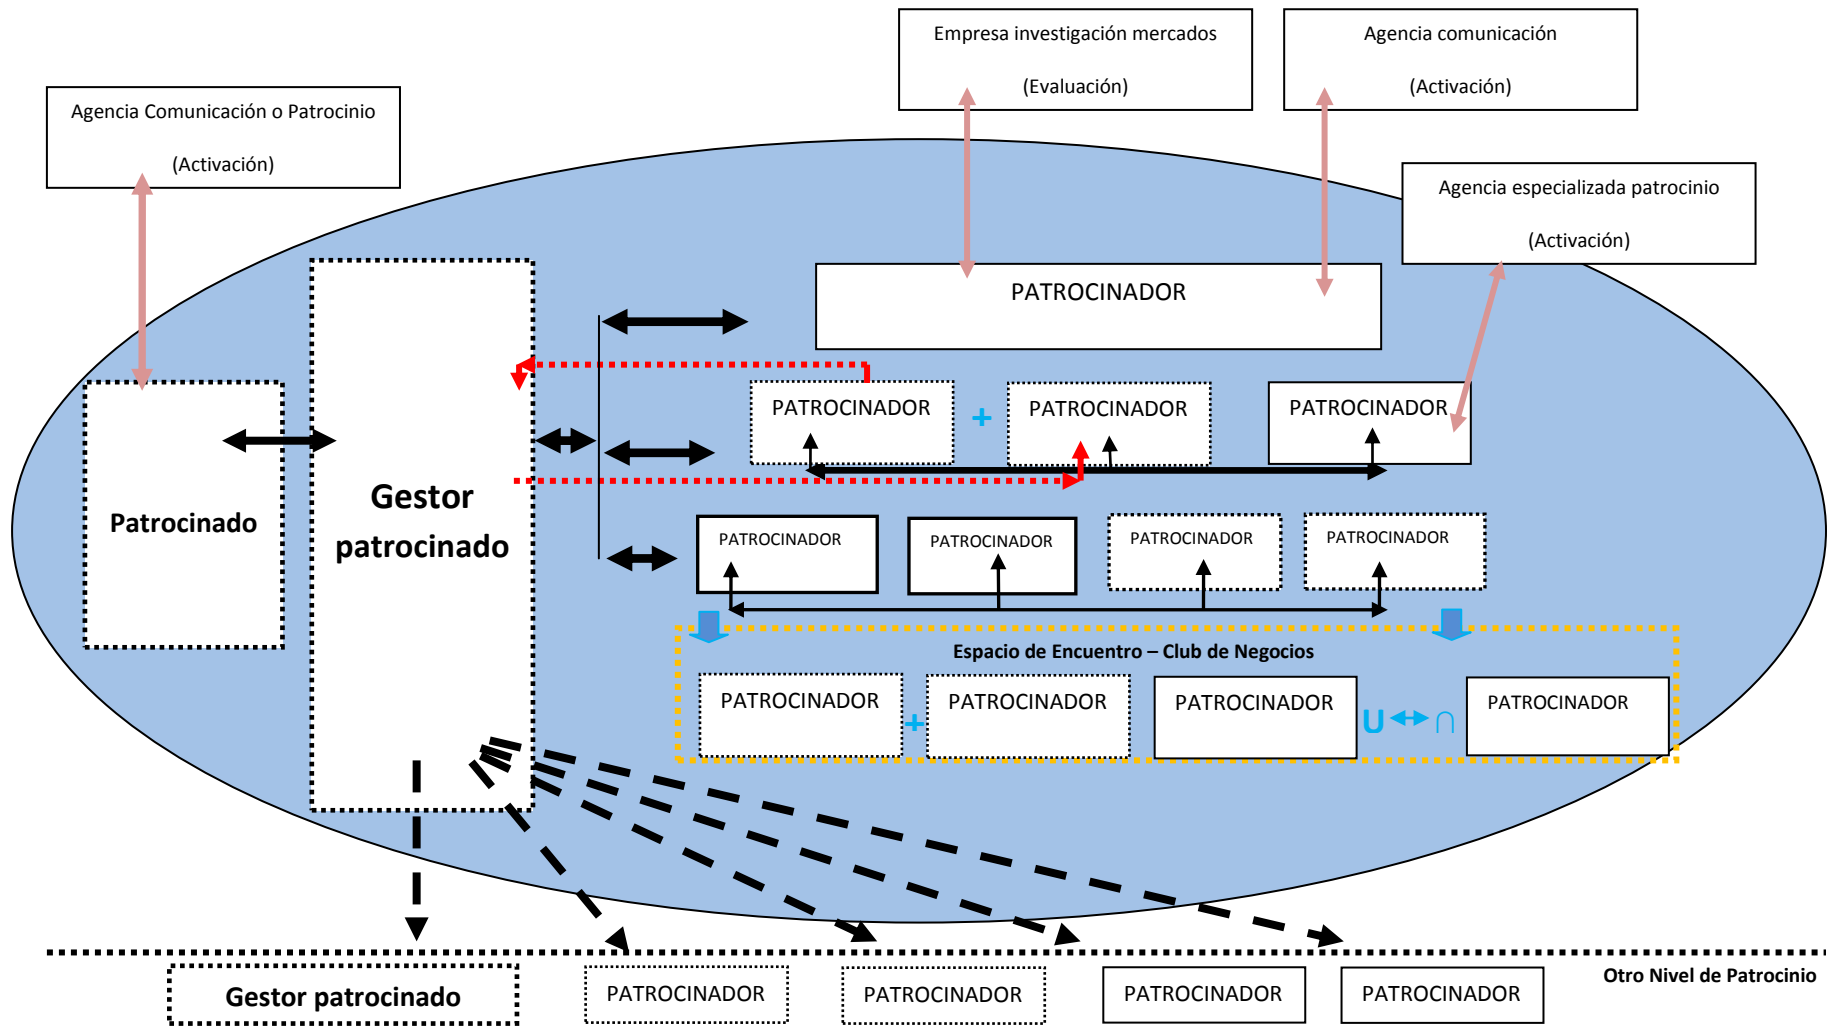 Empresa investigación mercados
(Evaluación)
Agencia comunicación
(Activación)
Agencia Comunicación o Patrocinio
(Activación)
Agencia especializada patrocinio
(Activación)
PATROCINADOR
PATROCINADOR
+
PATROCINADOR
PATROCINADOR
Patrocinado
Gestor
patrocinado
PATROCINADOR
PATROCINADOR
PATROCINADOR
PATROCINADOR
Espacio de Encuentro – Club de Negocios
PATROCINADOR
+
PATROCINADOR
PATROCINADOR
U
∩
PATROCINADOR
Otro Nivel de Patrocinio
Gestor patrocinado
PATROCINADOR
PATROCINADOR
PATROCINADOR
PATROCINADOR